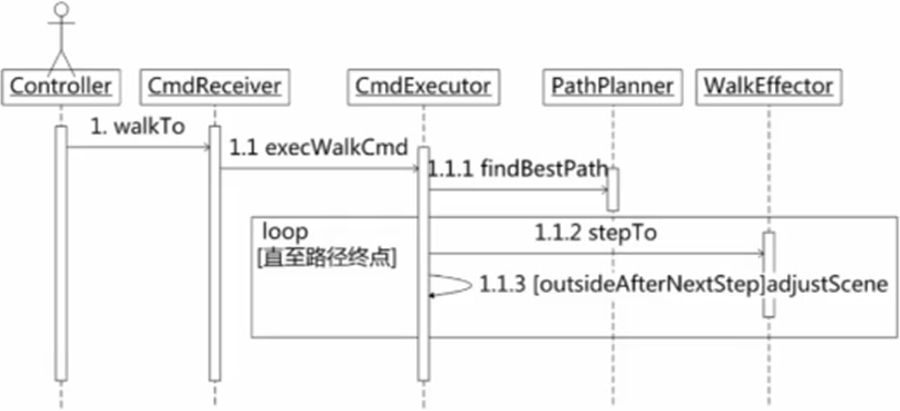 Controller
CmdReceiver
CmdExecutor
PathPlanner
WalkEffector
1. walkTo
1.1 execWalkCmd
1.1.1 findBestPath
loop
[直至路径终点]
1.1.2 stepTo
1.1.3 [outsideAfterNextStep]adjustScene